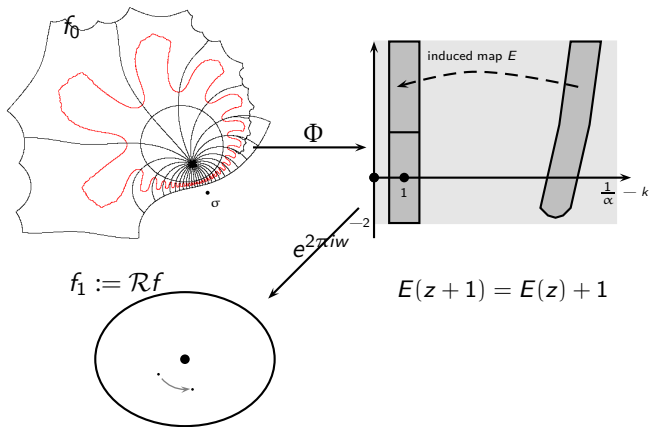 f₀
induced map E
Φ
σ
1
1/α − k
−2
e^{2πiw}
f₁ := ℛf
E(z + 1) = E(z) + 1